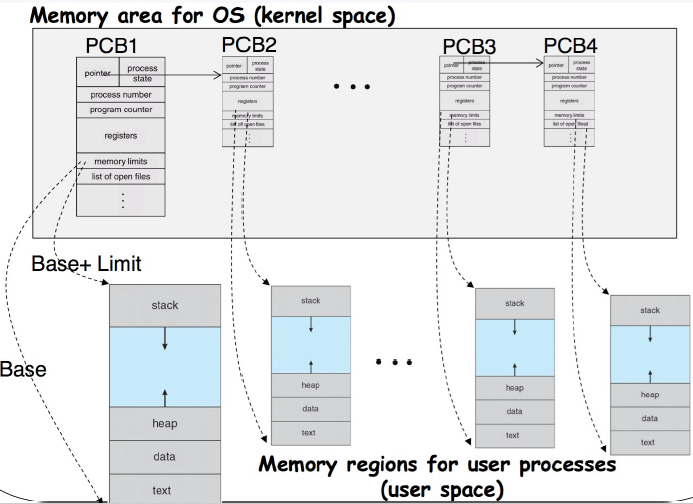 Memory area for OS (kernel space)
PCB1
PCB2
PCB3
PCB4
pointer
process
state
process number
program counter
registers
memory limits
list of open files
pointer
process
state
process number
program counter
registers
memory limits
list of open files
pointer
process
state
process number
program counter
registers
memory limits
list of open files
pointer
process
state
process number
program counter
registers
memory limits
list of open files
Base+ Limit
Base
stack
heap
data
text
stack
heap
data
text
stack
heap
data
text
stack
heap
data
text
Memory regions for user processes
(user space)